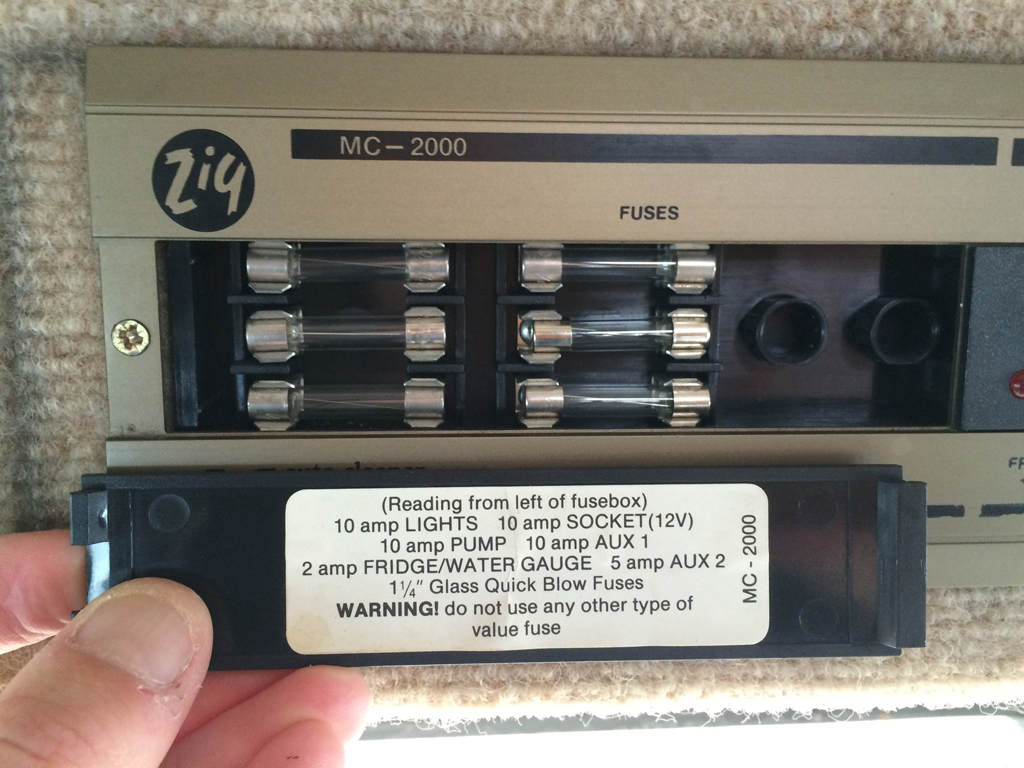 Zig
MC-2000
FUSES
(Reading from left of fusebox)
10 amp LIGHTS 10 amp SOCKET(12V)
10 amp PUMP 10 amp AUX 1
2 amp FRIDGE/WATER GAUGE 5 amp AUX 2
1¼" Glass Quick Blow Fuses
WARNING! do not use any other type of
value fuse
MC-2000